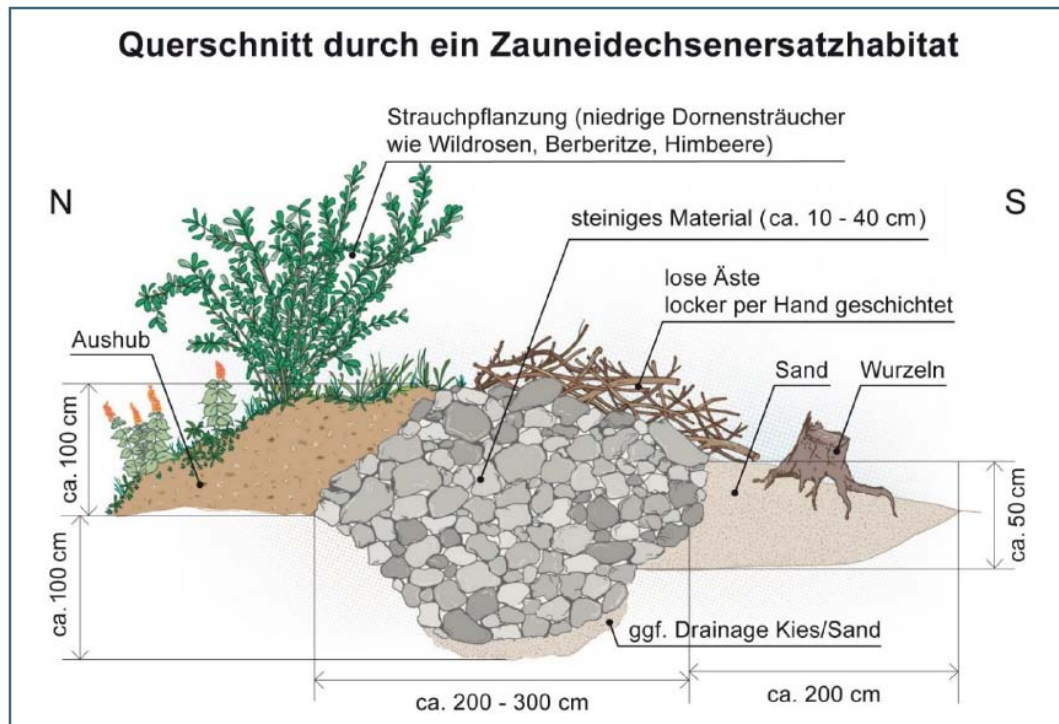 Querschnitt durch ein Zauneidechsenersatzhabitat
Strauchpflanzung (niedrige Dornensträucher
wie Wildrosen, Berberitze, Himbeere)
N
S
steiniges Material (ca. 10 - 40 cm)
lose Äste
locker per Hand geschichtet
Aushub
Sand
Wurzeln
ca. 100 cm
ca. 50 cm
ca. 100 cm
ggf. Drainage Kies/Sand
ca. 200 - 300 cm
ca. 200 cm